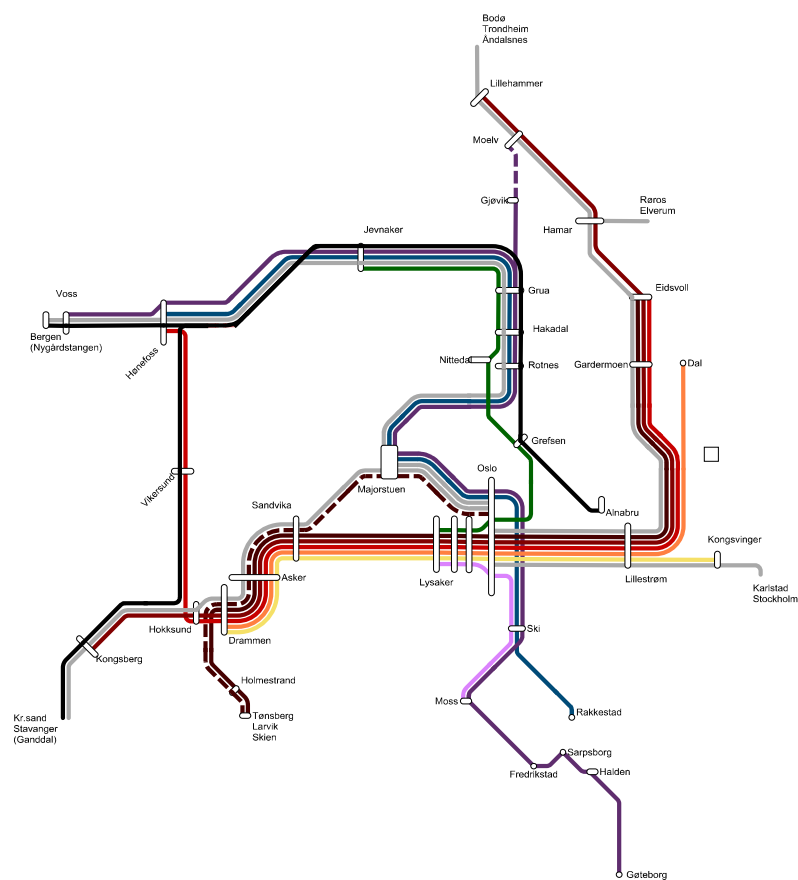 Bodø
Trondheim
Åndalsnes
Lillehammer
Moelv
Gjøvik
Røros
Elverum
Hamar
Jevnaker
Eidsvoll
Voss
Grua
Bergen
(Nygårdstangen)
Hakadal
Hønefoss
Nittedal
Rotnes
Gardermoen
Dal
Grefsen
Oslo
Vikersund
Majorstuen
Sandvika
Alnabru
Kongsvinger
Asker
Lysaker
Lillestrøm
Karlstad
Stockholm
Hokksund
Drammen
Ski
Kongsberg
Holmestrand
Moss
Rakkestad
Kr.sand
Stavanger
(Ganddal)
Tønsberg
Larvik
Skien
Sarpsborg
Fredrikstad
Halden
Gøteborg